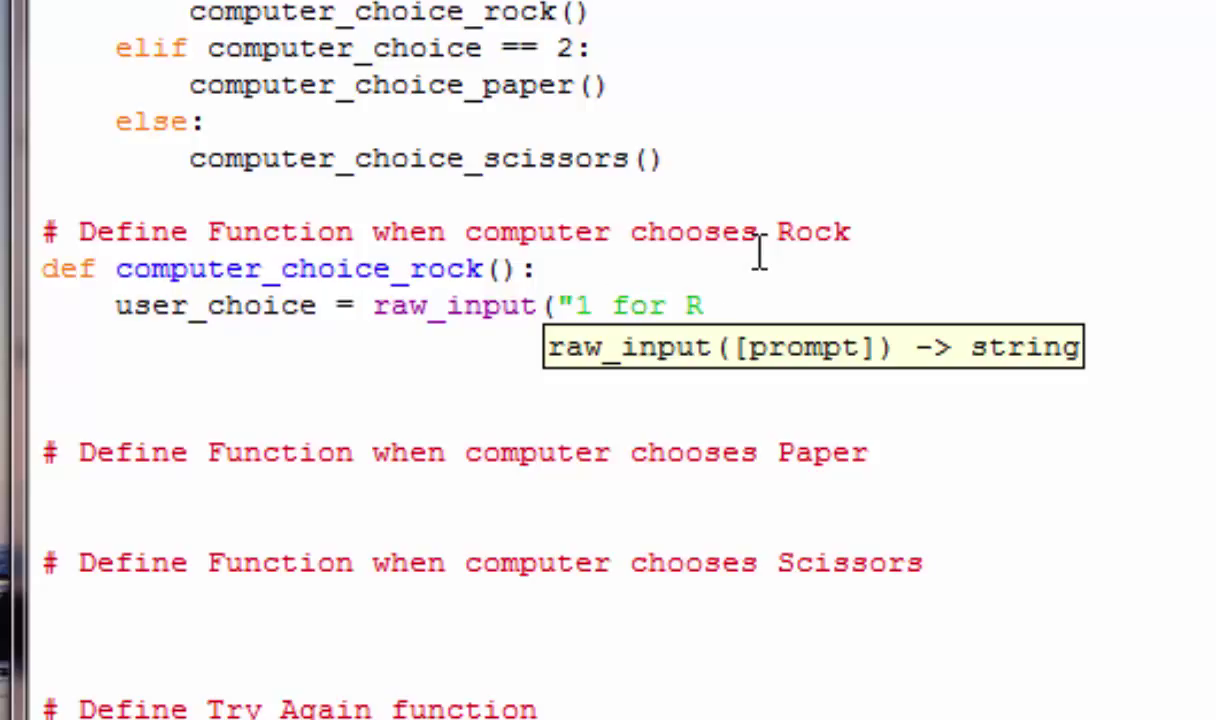 computer_choice_rock()
elif computer_choice == 2:
computer_choice_paper()
else:
computer_choice_scissors()
# Define Function when computer chooses Rock
def computer_choice_rock():
user_choice = raw_input("1 for R
raw_input([prompt]) -> string
# Define Function when computer chooses Paper
# Define Function when computer chooses Scissors
# Define Try Again function